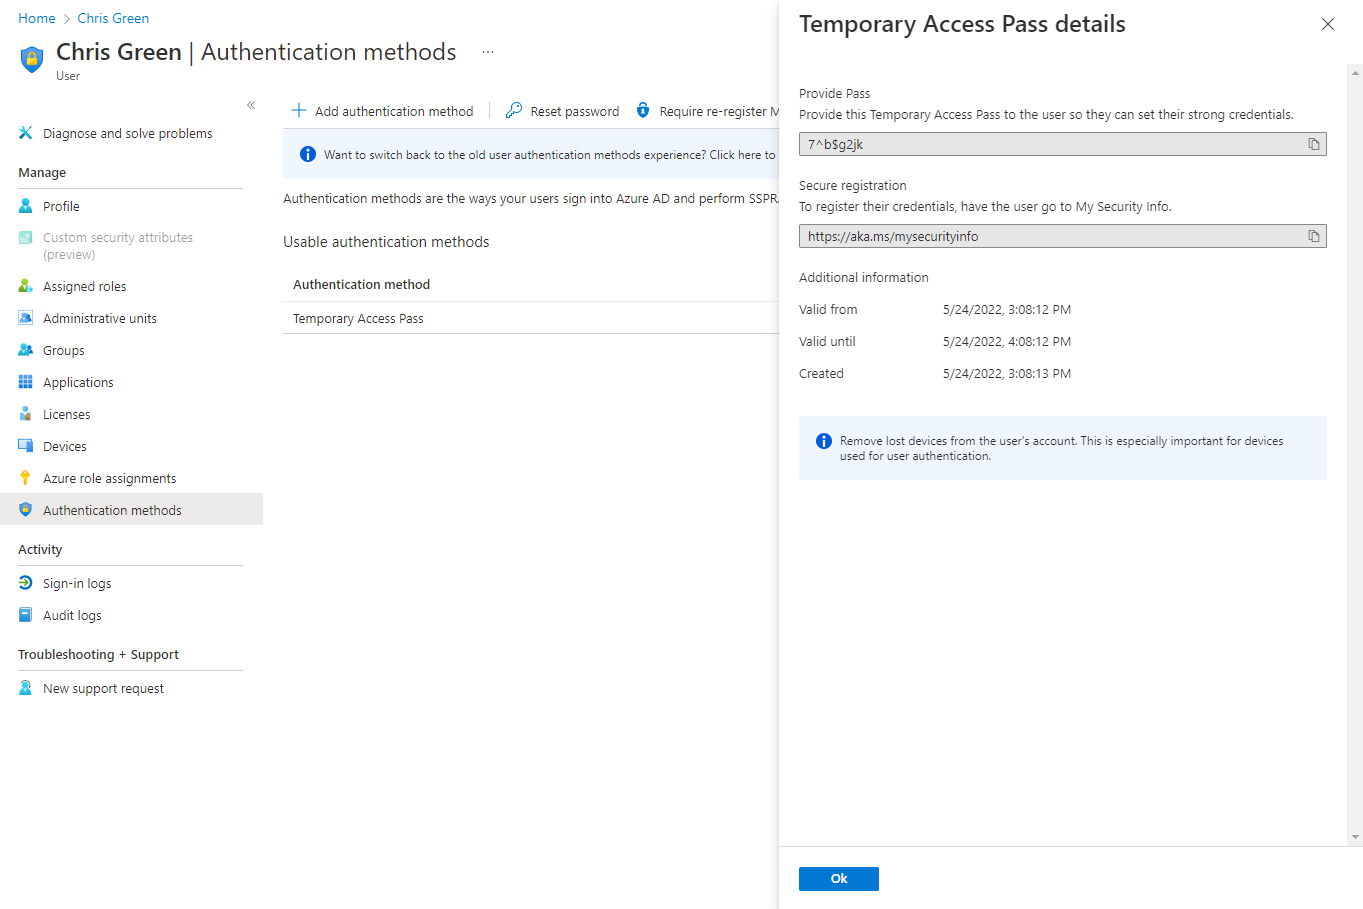 Home > Chris Green
Chris Green | Authentication methods ...
User
«
Diagnose and solve problems
Manage
Profile
Custom security attributes
(preview)
Assigned roles
Administrative units
Groups
Applications
Licenses
Devices
Azure role assignments
Authentication methods
Activity
Sign-in logs
Audit logs
Troubleshooting + Support
New support request
Add authentication method
Reset password
Require re-register M
Want to switch back to the old user authentication methods experience? Click here to
Authentication methods are the ways your users sign into Azure AD and perform SSPR.
Usable authentication methods
Authentication method
Temporary Access Pass
Temporary Access Pass details
Provide Pass
Provide this Temporary Access Pass to the user so they can set their strong credentials.
7^b$g2jk
Secure registration
To register their credentials, have the user go to My Security Info.
https://aka.ms/mysecurityinfo
Additional information
Valid from 5/24/2022, 3:08:12 PM
Valid until 5/24/2022, 4:08:12 PM
Created 5/24/2022, 3:08:13 PM
Remove lost devices from the user's account. This is especially important for devices
used for user authentication.
Ok